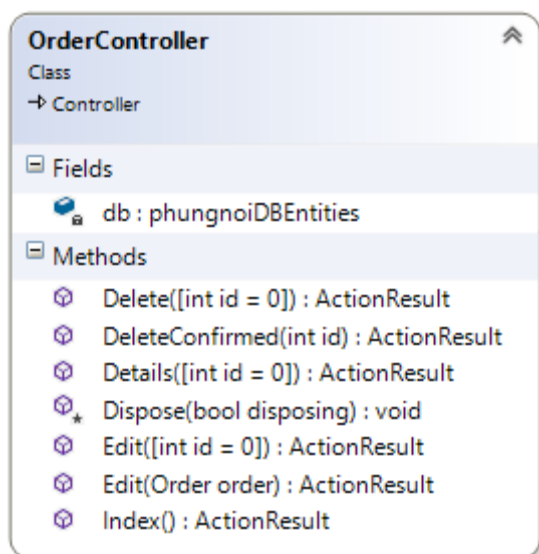 OrderController
Class
Controller
Fields
db : phungnoiDBEntities
Methods
Delete([int id = 0]) : ActionResult
DeleteConfirmed(int id) : ActionResult
Details([int id = 0]) : ActionResult
Dispose(bool disposing) : void
Edit([int id = 0]) : ActionResult
Edit(Order order) : ActionResult
Index() : ActionResult